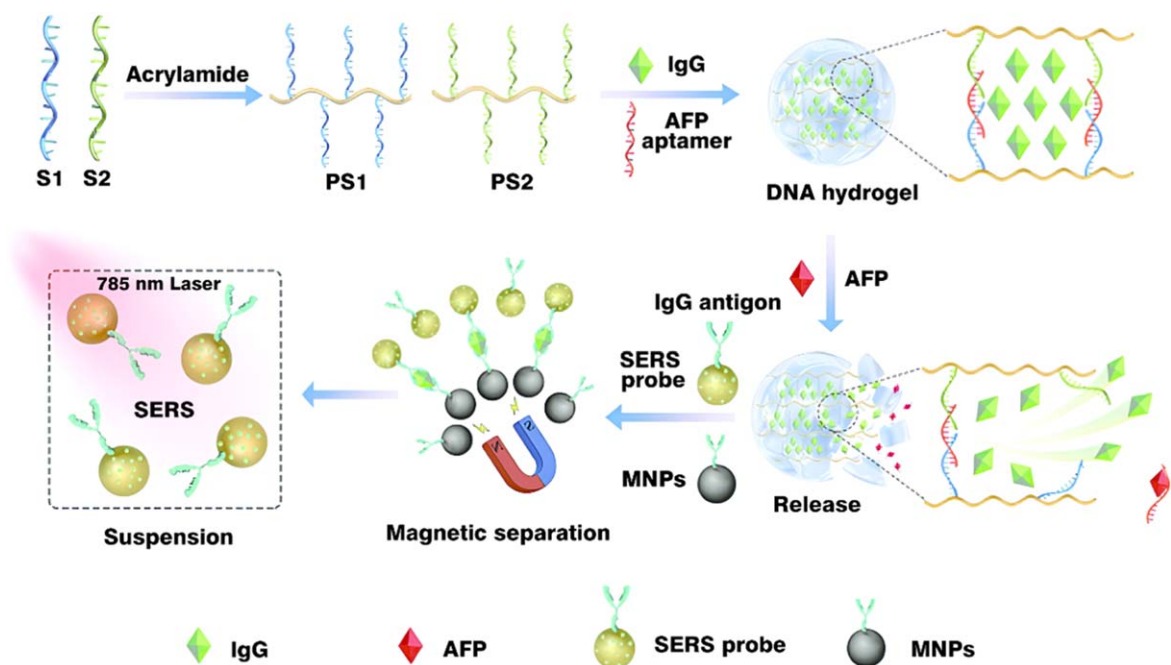 S1
S2
Acrylamide
PS1
PS2
IgG
AFP
aptamer
DNA hydrogel
AFP
785 nm Laser
SERS
Suspension
N
S
Magnetic separation
IgG antigon
SERS
probe
MNPs
Release
IgG
AFP
SERS probe
MNPs